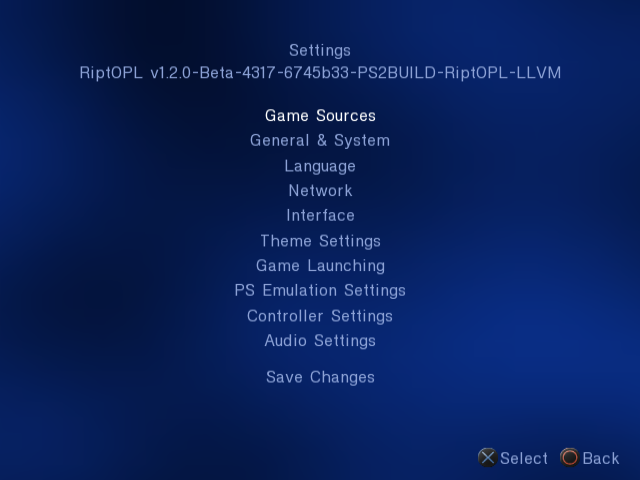 Settings
RiptOPL v1.2.0-Beta-4317-6745b33-PS2BUILD-RiptOPL-LLVM
Game Sources
General & System
Language
Network
Interface
Theme Settings
Game Launching
PS Emulation Settings
Controller Settings
Audio Settings
Save Changes
Select Back